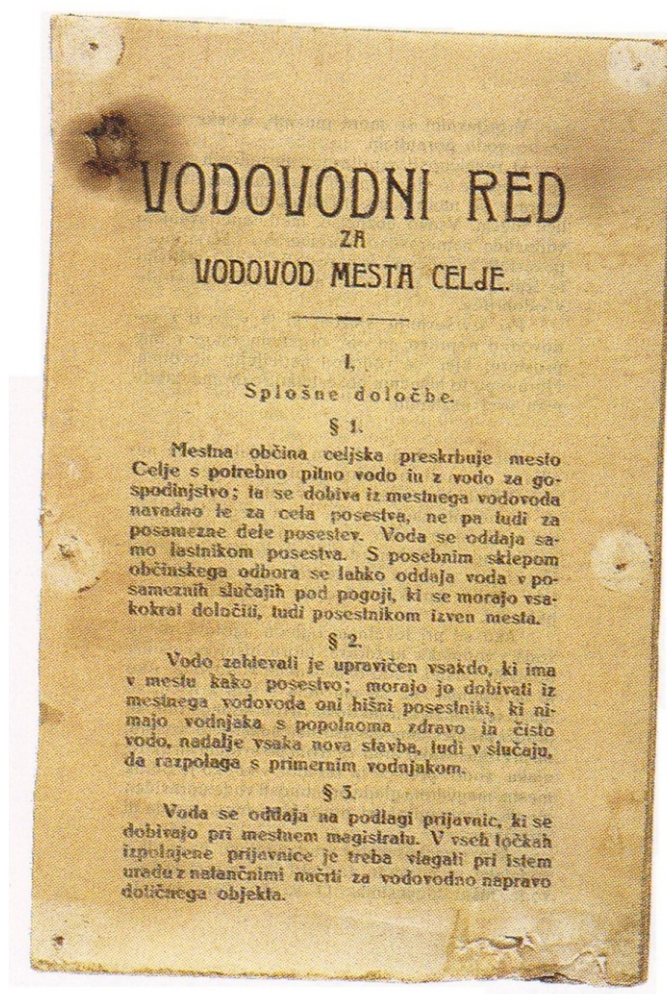 VODOVODNI RED
ZA
VODOVOD MESTA CELJE.
I.
Splošne določbe.
§ 1.
Mestna občina celjska preskrbuje mesto
Celje s potrebno pitno vodo in z vodo za go-
spodinjstvo; ta se dobiva iz mestnega vodovoda
navadno le za cela posestva, ne pa tudi za
posamezne dele posestev. Voda se oddaja sa-
mo lastnikom posestva. S posebnim sklepom
občinskega odbora se lahko oddaja voda v po-
sameznih slučajih pod pogoji, ki se morajo vsa-
kokrat določiti, tudi posestnikom izven mesta.
§ 2.
Vodo zahtevati je upravičen vsakdo, ki ima
v mestu kako posestvo; morajo jo dobivati iz
mestnega vodovoda oni hišni posestniki, ki ni-
majo vodnjaka s popolnoma zdravo in čisto
vodo, nadalje vsaka nova stavba, tudi v slučaju,
da razpolaga s primernim vodnjakom.
§ 3.
Voda se oddaja na podlagi prijavnic, ki se
dobivajo pri mestnem magistratu. V vseh točkah
izpolnjene prijavnice je treba vlagati pri istem
uradu z natančnimi načrti za vodovodno napravo
dotičnega objekta.